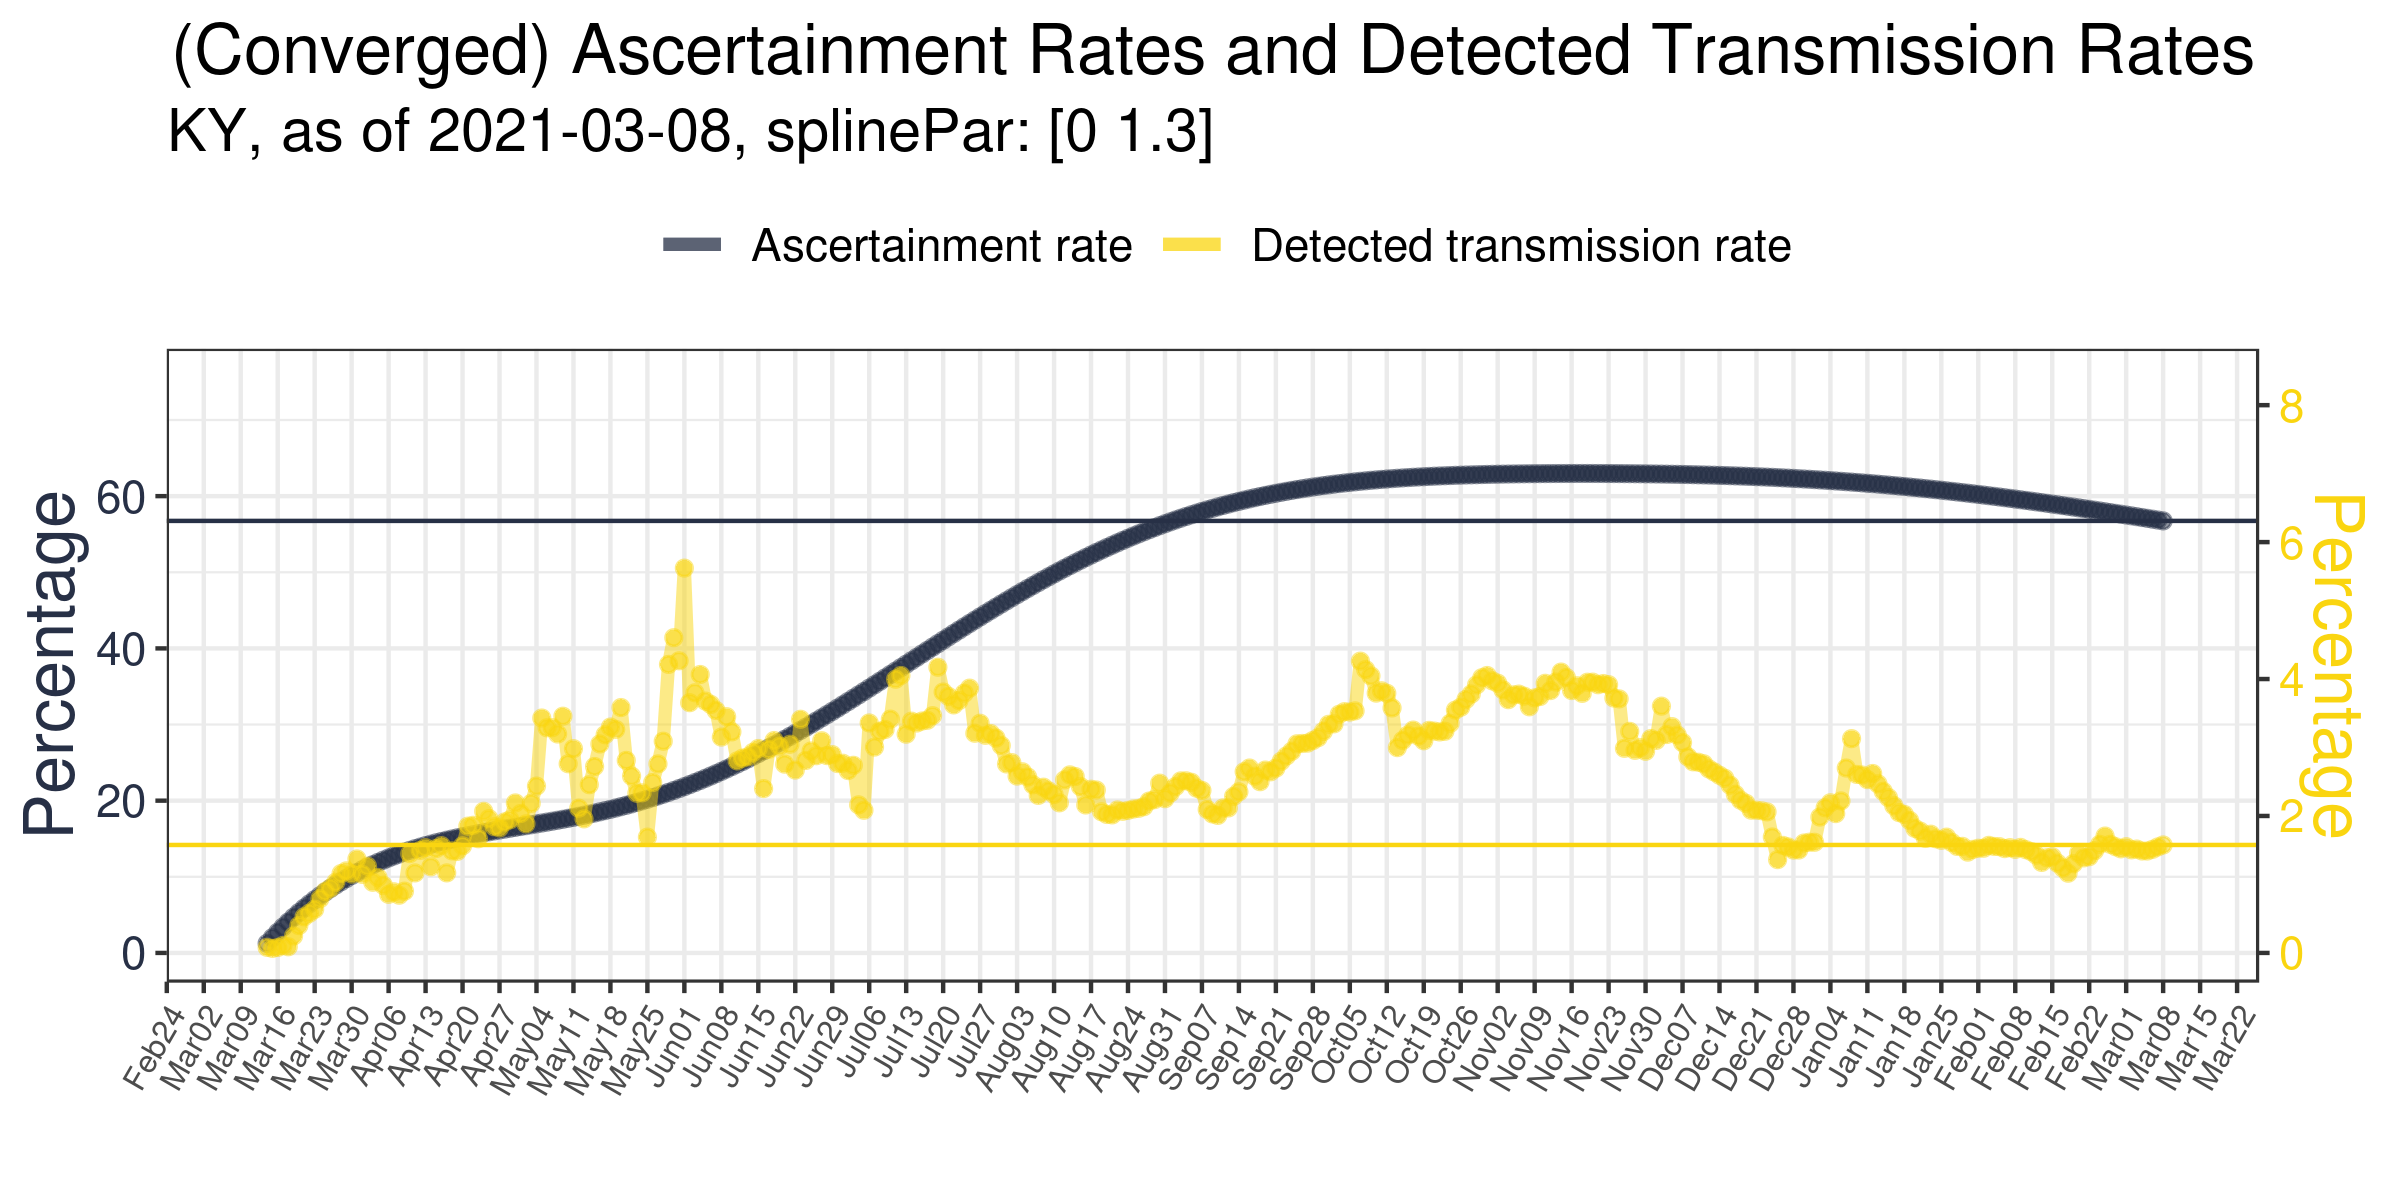 (Converged) Ascertainment Rates and Detected Transmission Rates
KY, as of 2021-03-08, splinePar: [0 1.3]
Ascertainment rate Detected transmission rate
Percentage
60
40
20
0
8
6
4
2
0
Percentage
Feb24 Mar02 Mar09 Mar16 Mar23 Mar30 Apr06 Apr13 Apr20 Apr27 May04 May11 May18 May25 Jun01 Jun08 Jun15 Jun22 Jun29 Jul06 Jul13 Jul20 Jul27 Aug03 Aug10 Aug17 Aug24 Aug31 Sep07 Sep14 Sep21 Sep28 Oct05 Oct12 Oct19 Oct26 Nov02 Nov09 Nov16 Nov23 Nov30 Dec07 Dec14 Dec21 Dec28 Jan04 Jan11 Jan18 Jan25 Feb01 Feb08 Feb15 Feb22 Mar01 Mar08 Mar15 Mar22